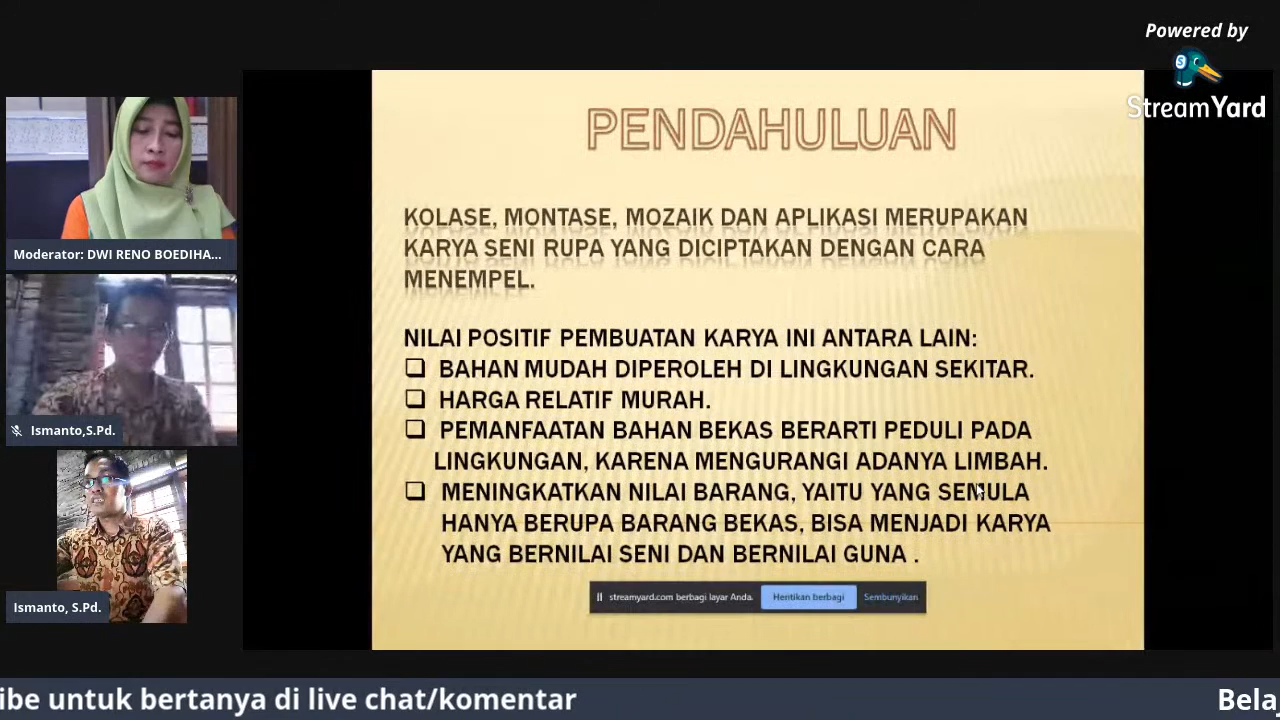 Powered by
StreamYard
PENDAHULUAN
KOLASE, MONTASE, MOZAIK DAN APLIKASI MERUPAKAN
KARYA SENI RUPA YANG DICIPTAKAN DENGAN CARA
MENEMPEL.
NILAI POSITIF PEMBUATAN KARYA INI ANTARA LAIN:
❑ BAHAN MUDAH DIPEROLEH DI LINGKUNGAN SEKITAR.
❑ HARGA RELATIF MURAH.
❑ PEMANFAATAN BAHAN BEKAS BERARTI PEDULI PADA
LINGKUNGAN, KARENA MENGURANGI ADANYA LIMBAH.
❑ MENINGKATKAN NILAI BARANG, YAITU YANG SEMULA
HANYA BERUPA BARANG BEKAS, BISA MENJADI KARYA
YANG BERNILAI SENI DAN BERNILAI GUNA .
streamyard.com berbagi layar Anda. Hentikan berbagi Sembunyikan
Moderator: DWI RENO BOEDIHA...
Ismanto,S.Pd.
Ismanto, S.Pd.
ibe untuk bertanya di live chat/komentar
Bela